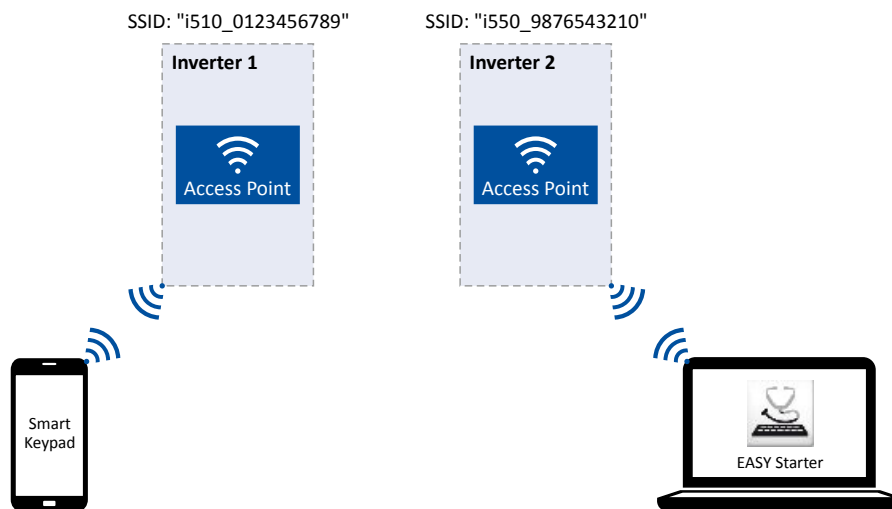 SSID: "i510_0123456789"
SSID: "i550_9876543210"
Inverter 1
Inverter 2
Access Point
Access Point
Smart
Keypad
EASY Starter